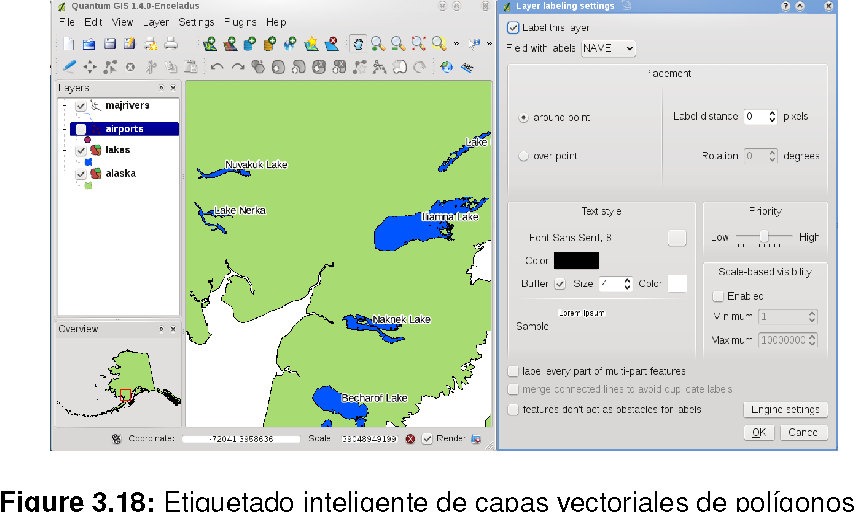 Quantum GIS 1.4.0-Enceladus
File Edit View Layer Settings Plugins Help
Layers
majrivers
airports
lakes
alaska
Overview
Nuvakuk Lake
Lake Nerka
Lake
Iliamna Lake
Naknek Lake
Becharof Lake
Coordinate: -72041,3958636 Scale 39048949199 Render
Layer labeling settings
Label this layer
Field with labels NAME
Placement
around point
over point
Label distance 0 pixels
Rotation 0 degrees
Text style
Font Sans Serif, 8
Color
Buffer Size Color
Sample
Lorem Ipsum
Priority
Low High
Scale-based visibility
Enabled
Minimum 1
Maximum 10000000
label every part of multi-part features
merge connected lines to avoid duplicate labels
features don't act as obstacles for labels
Engine settings
OK Cancel
Figure 3.18: Etiquetado inteligente de capas vectoriales de polígonos